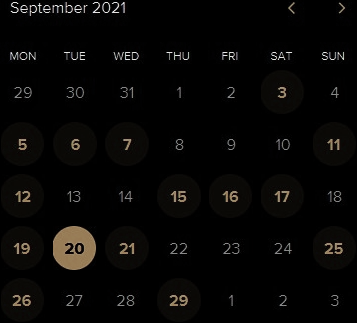 September 2021 < >
MON TUE WED THU FRI SAT SUN
29 30 31 1 2 3 4
5 6 7 8 9 10 11
12 13 14 15 16 17 18
19 20 21 22 23 24 25
26 27 28 29 1 2 3